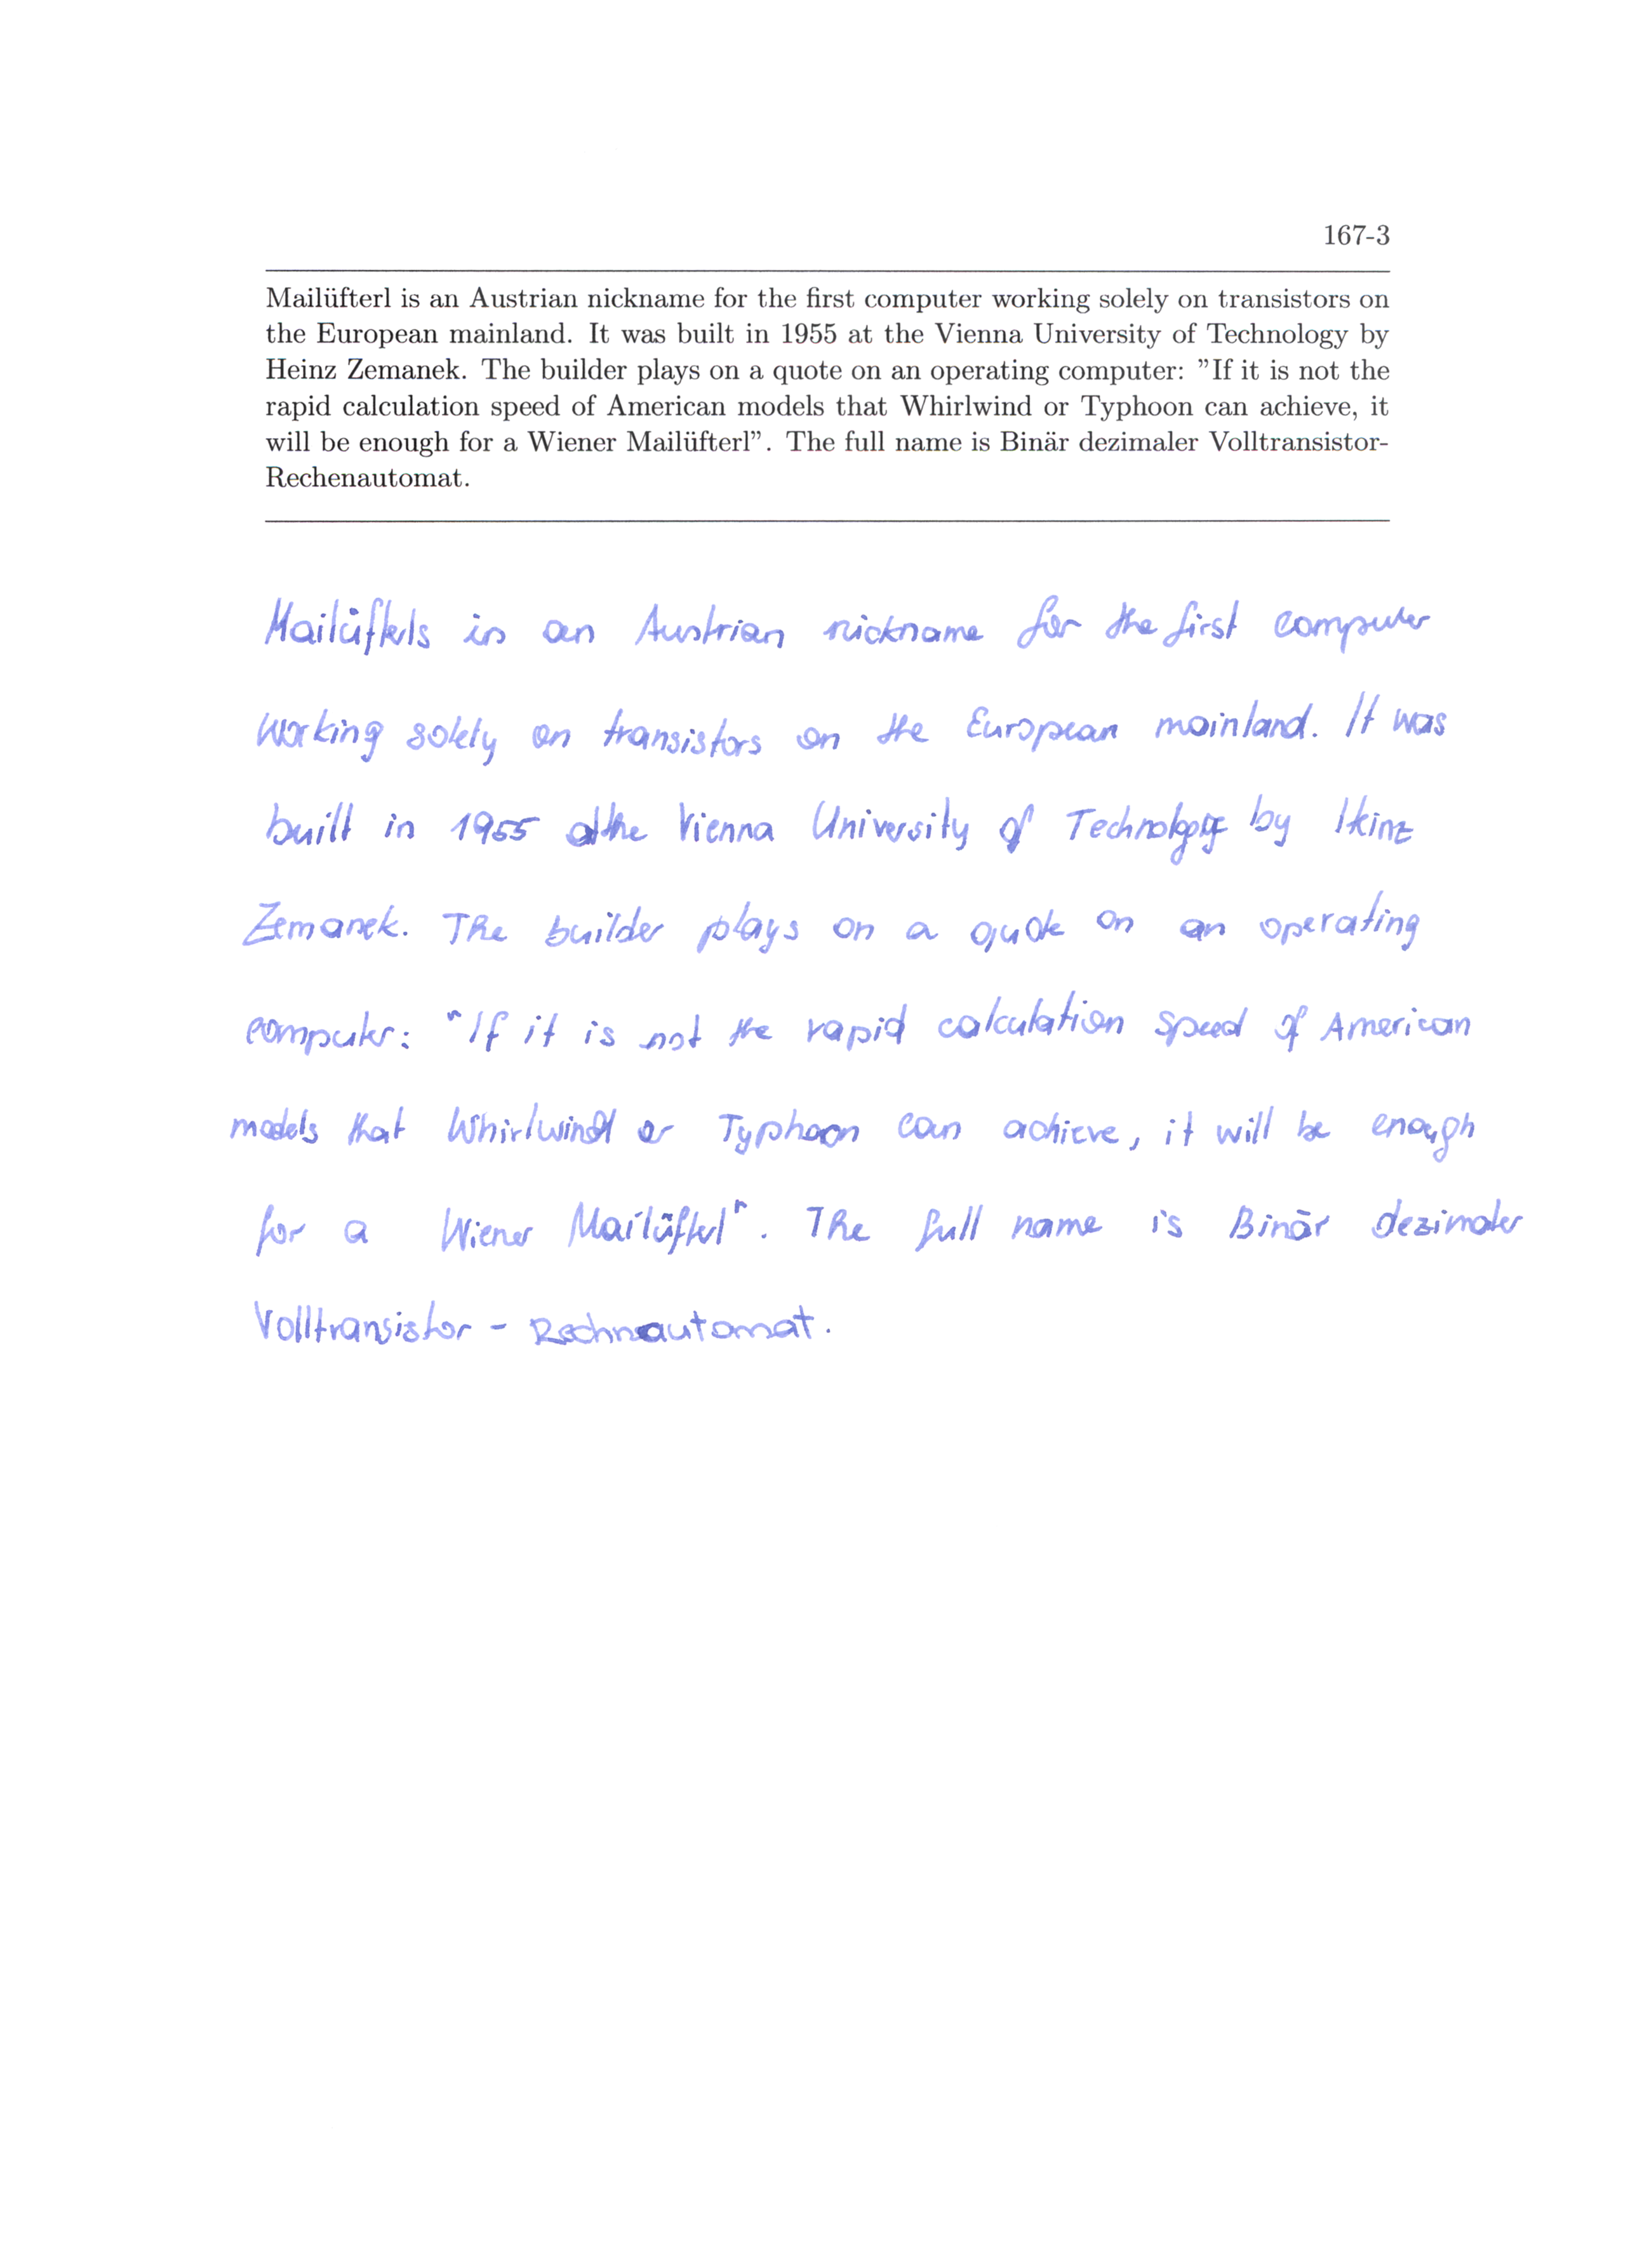 167-3
Mailüfterl is an Austrian nickname for the first computer working solely on transistors on
the European mainland. It was built in 1955 at the Vienna University of Technology by
Heinz Zemanek. The builder plays on a quote on an operating computer: ”If it is not the
rapid calculation speed of American models that Whirlwind or Typhoon can achieve, it
will be enough for a Wiener Mailüfterl”. The full name is Binär dezimaler Volltransistor-
Rechenautomat.
Mailüfterls is an Austrian nickname for the first computer
working solely on transistors on the European mainland. It was
built in 1955 at the Vienna University of Technology by Heinz
Zemanek. The builder plays on a quote on an operating
computer: "If it is not the rapid calculation speed of American
models that Whirlwind or Typhoon can achieve, it will be enough
for a Wiener Mailüfterl". The full name is Binär dezimaler
Volltransistor - Rechnautomat.